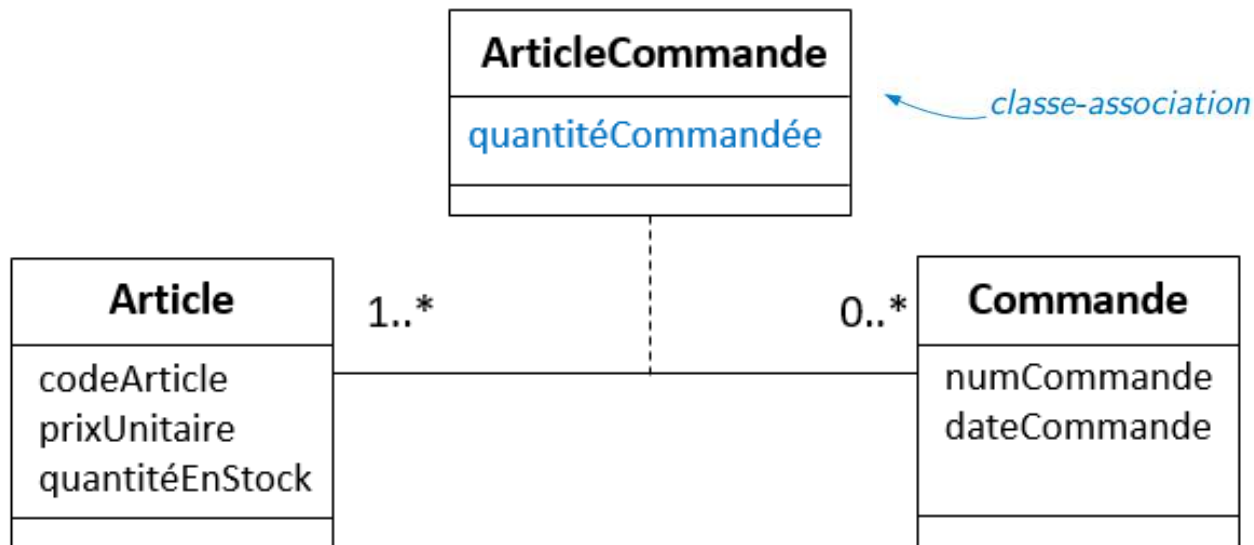 ArticleCommande
quantitéCommandée
classe-association
Article
1..*
0..*
Commande
codeArticle
prixUnitaire
quantitéEnStock
numCommande
dateCommande